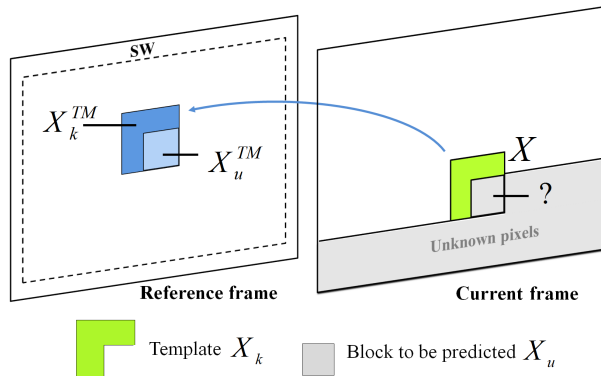 SW
X_k^{TM}
X_u^{TM}
X
?
Unknown pixels
Reference frame
Current frame
Template X_k
Block to be predicted X_u